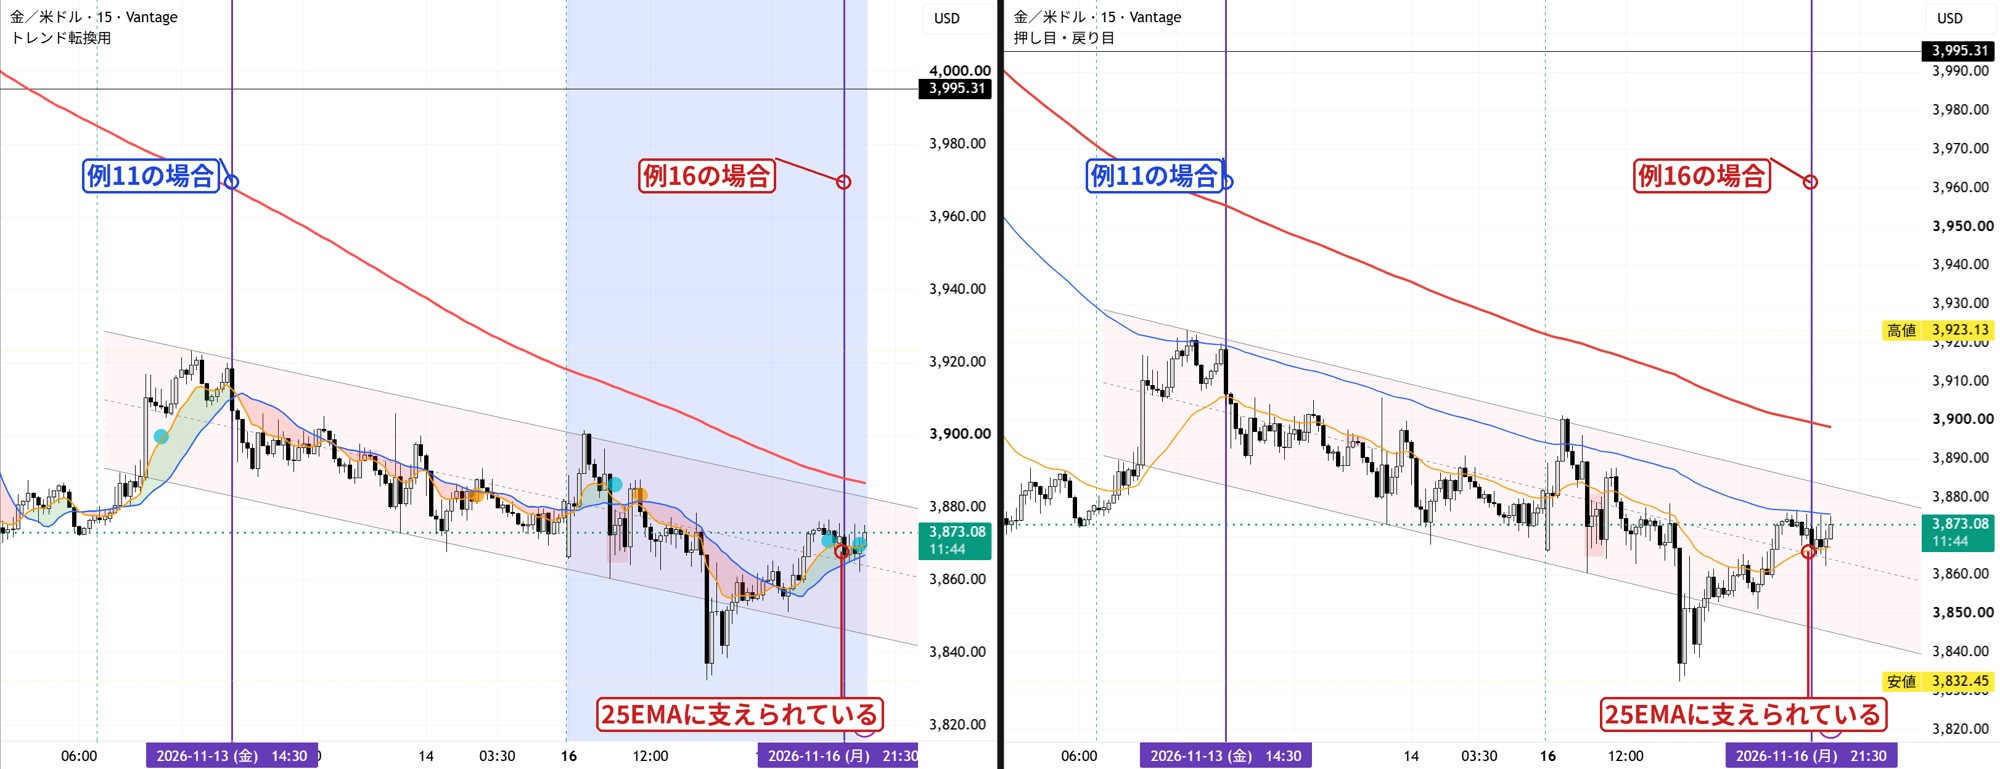 金／米ドル・15・Vantage
トレンド転換用
USD
4,000.00
3,995.31
3,980.00
3,960.00
3,940.00
3,920.00
3,900.00
3,880.00
3,873.08
11:44
3,860.00
3,840.00
3,820.00
例11の場合
例16の場合
25EMAに支えられている
06:00
2026-11-13 (金) 14:30
14
03:30
16
12:00
2026-11-16 (月) 21:30
金／米ドル・15・Vantage
押し目・戻り目
USD
3,995.31
3,990.00
3,980.00
3,970.00
3,960.00
3,950.00
3,940.00
3,930.00
高値 3,923.13
3,920.00
3,910.00
3,900.00
3,890.00
3,880.00
3,873.08
11:44
3,860.00
3,850.00
3,840.00
安値 3,832.45
3,820.00
例11の場合
例16の場合
25EMAに支えられている
06:00
2026-11-13 (金) 14:30
14
03:30
16
12:00
2026-11-16 (月) 21:30